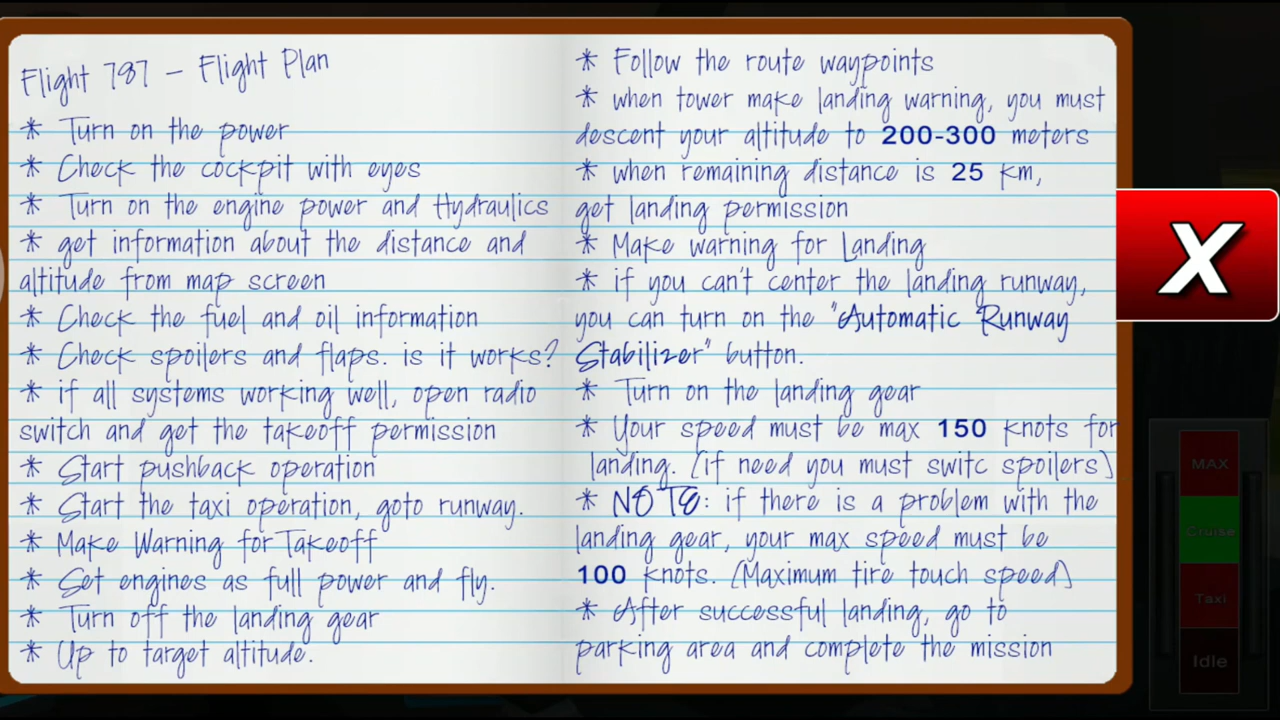 Flight 787 - Flight Plan
* Turn on the power
* Check the cockpit with eyes
* Turn on the engine power and Hydraulics
* get information about the distance and
altitude from map screen
* Check the fuel and oil information
* Check spoilers and flaps. is it works?
* if all systems working well, open radio
switch and get the takeoff permission
* Start pushback operation
* Start the taxi operation, goto runway.
* Make Warning for Takeoff
* Set engines as full power and fly.
* Turn off the landing gear
* Up to target altitude.
* Follow the route waypoints
* when tower make landing warning, you must
descent your altitude to 200-300 meters
* when remaining distance is 25 km,
get landing permission
* Make warning for Landing
* if you can't center the landing runway,
you can turn on the "Automatic Runway
Stabilizer" button.
* Turn on the landing gear
* Your speed must be max 150 knots for
landing. (if need you must switc spoilers)
* NOTE: if there is a problem with the
landing gear, your max speed must be
100 knots. (Maximum tire touch speed)
* After successful landing, go to
parking area and complete the mission
X
MAX
Cruise
Taxi
Idle